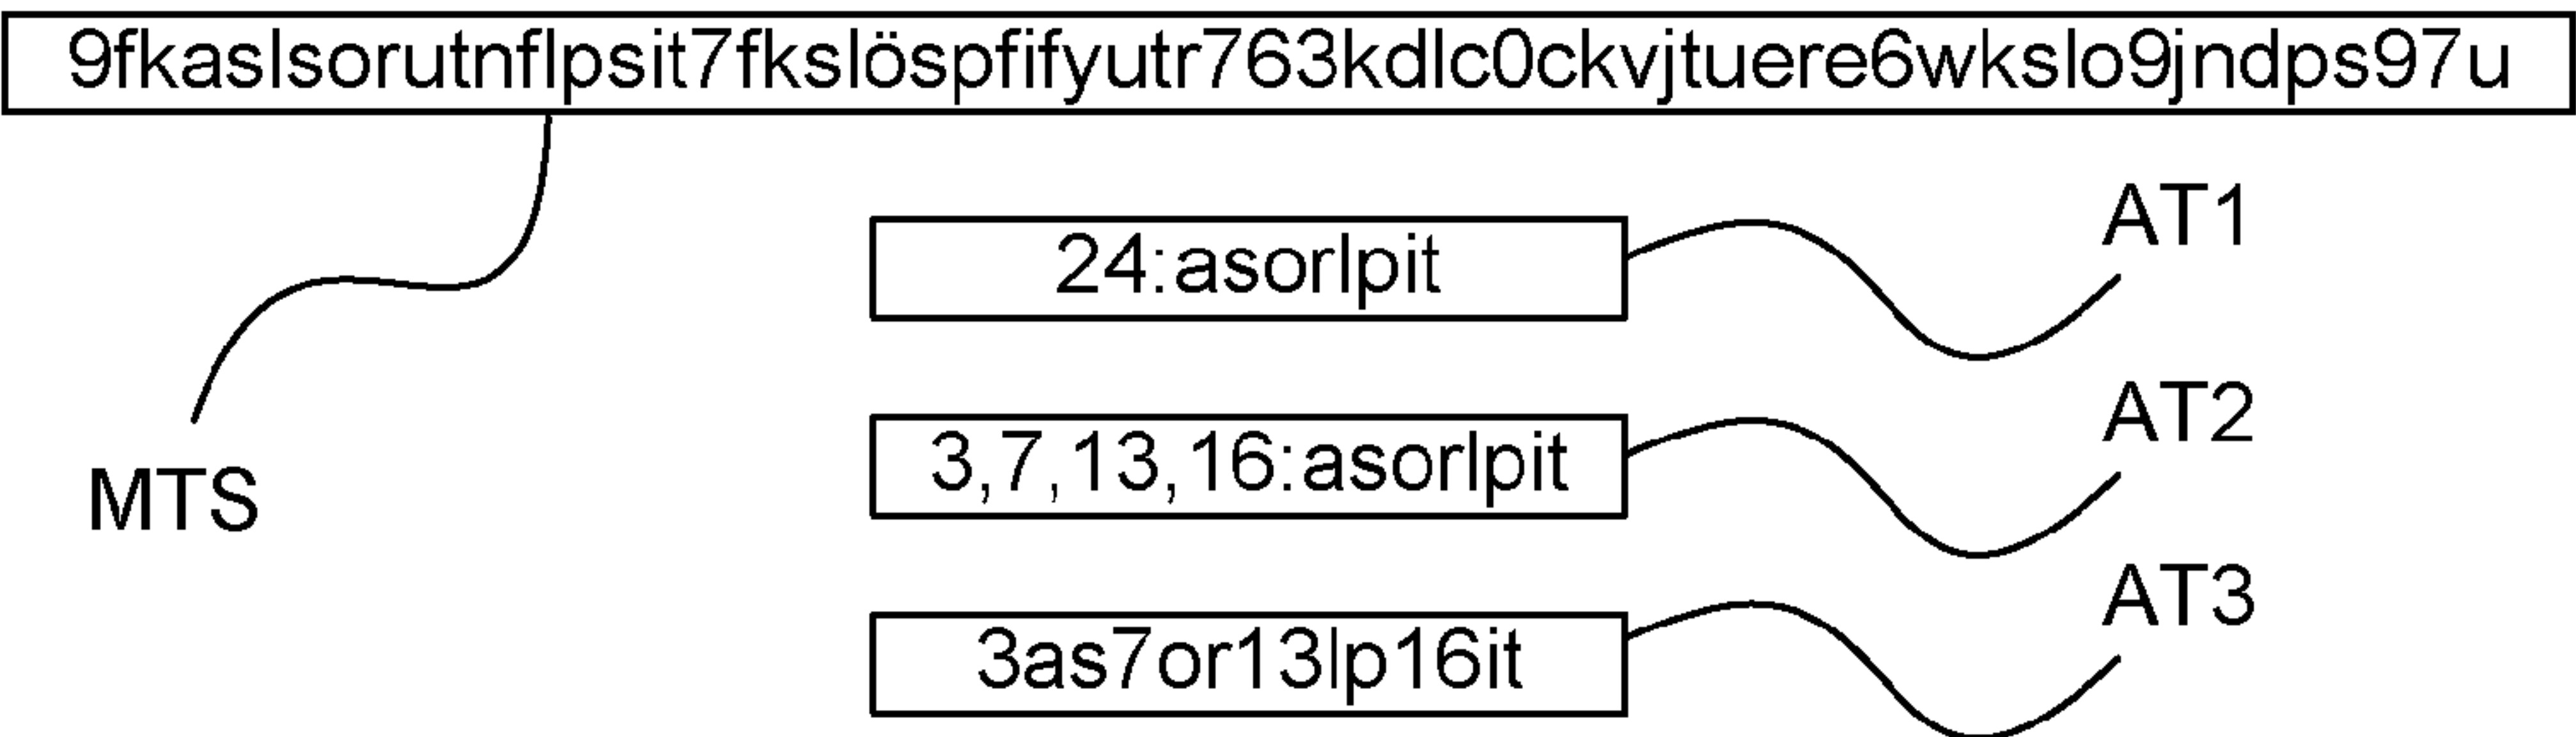 9fkaslsorutnflpsit7fkslöspfifyutr763kdlc0ckvjtuere6wkslo9jndps97u
AT1
24:asorlpit
AT2
3,7,13,16:asorlpit
MTS
AT3
3as7or13lp16it